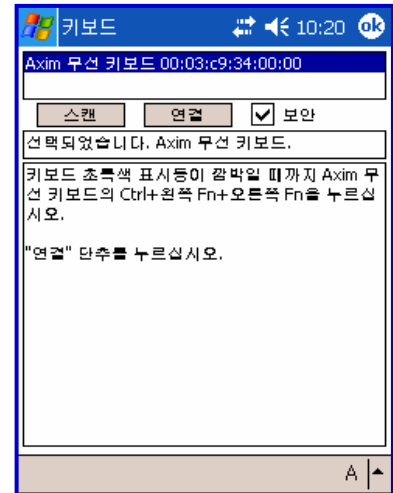 키보드 10:20 ok
Axim 무선 키보드 00:03:c9:34:00:00
스캔 연결 보안
선택되었습니다. Axim 무선 키보드.
키보드 초록색 표시등이 깜박일 때까지 Axim 무
선 키보드의 Ctrl+왼쪽 Fn+오른쪽 Fn을 누르십
시오.
"연결" 단추를 누르십시오.
A